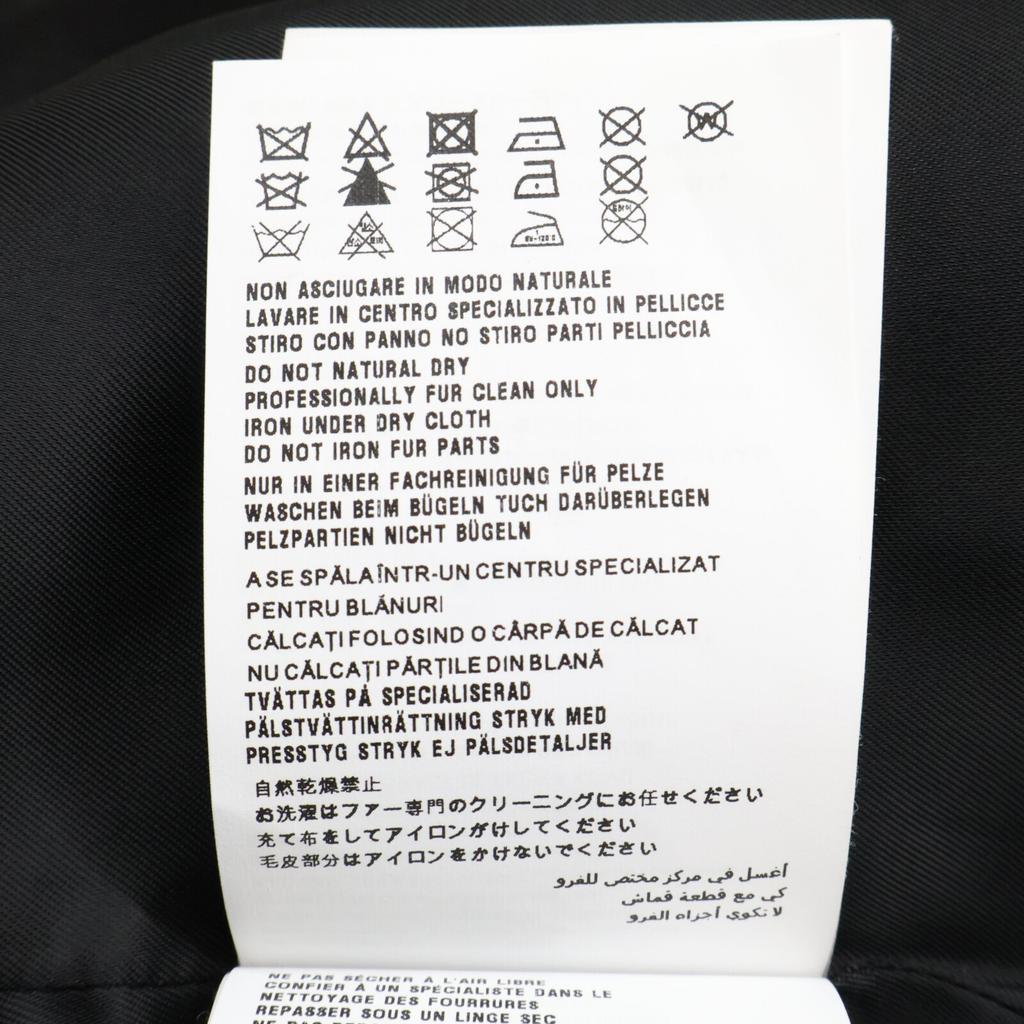 W
NON ASCIUGARE IN MODO NATURALE
LAVARE IN CENTRO SPECIALIZZATO IN PELLICCE
STIRO CON PANNO NO STIRO PARTI PELLICCIA
DO NOT NATURAL DRY
PROFESSIONALLY FUR CLEAN ONLY
IRON UNDER DRY CLOTH
DO NOT IRON FUR PARTS
NUR IN EINER FACHREINIGUNG FÜR PELZE
WASCHEN BEIM BÜGELN TUCH DARÜBERLEGEN
PELZPARTIEN NICHT BÜGELN
A SE SPĂLA ÎNTR-UN CENTRU SPECIALIZAT
PENTRU BLĂNURI
CĂLCAȚI FOLOSIND O CÂRPĂ DE CĂLCAT
NU CĂLCAȚI PĂRȚILE DIN BLANĂ
TVÄTTAS PÅ SPECIALISERAD
PÄLSTVÄTTINRÄTTNING STRYK MED
PRESSTYG STRYK EJ PÄLSDETALJER
自然乾燥禁止
お洗濯はファー専門のクリーニングにお任せください
充て布をしてアイロンがけしてください
毛皮部分はアイロンをかけないでください
أغسل في مركز مختص للفرو
كي مع قطعة قماش
لا تكوي أجزاء الفرو
NE PAS SÉCHER À L'AIR LIBRE
CONFIER À UN SPÉCIALISTE DANS LE
NETTOYAGE DES FOURRURES
REPASSER SOUS UN LINGE SEC
NE PAS